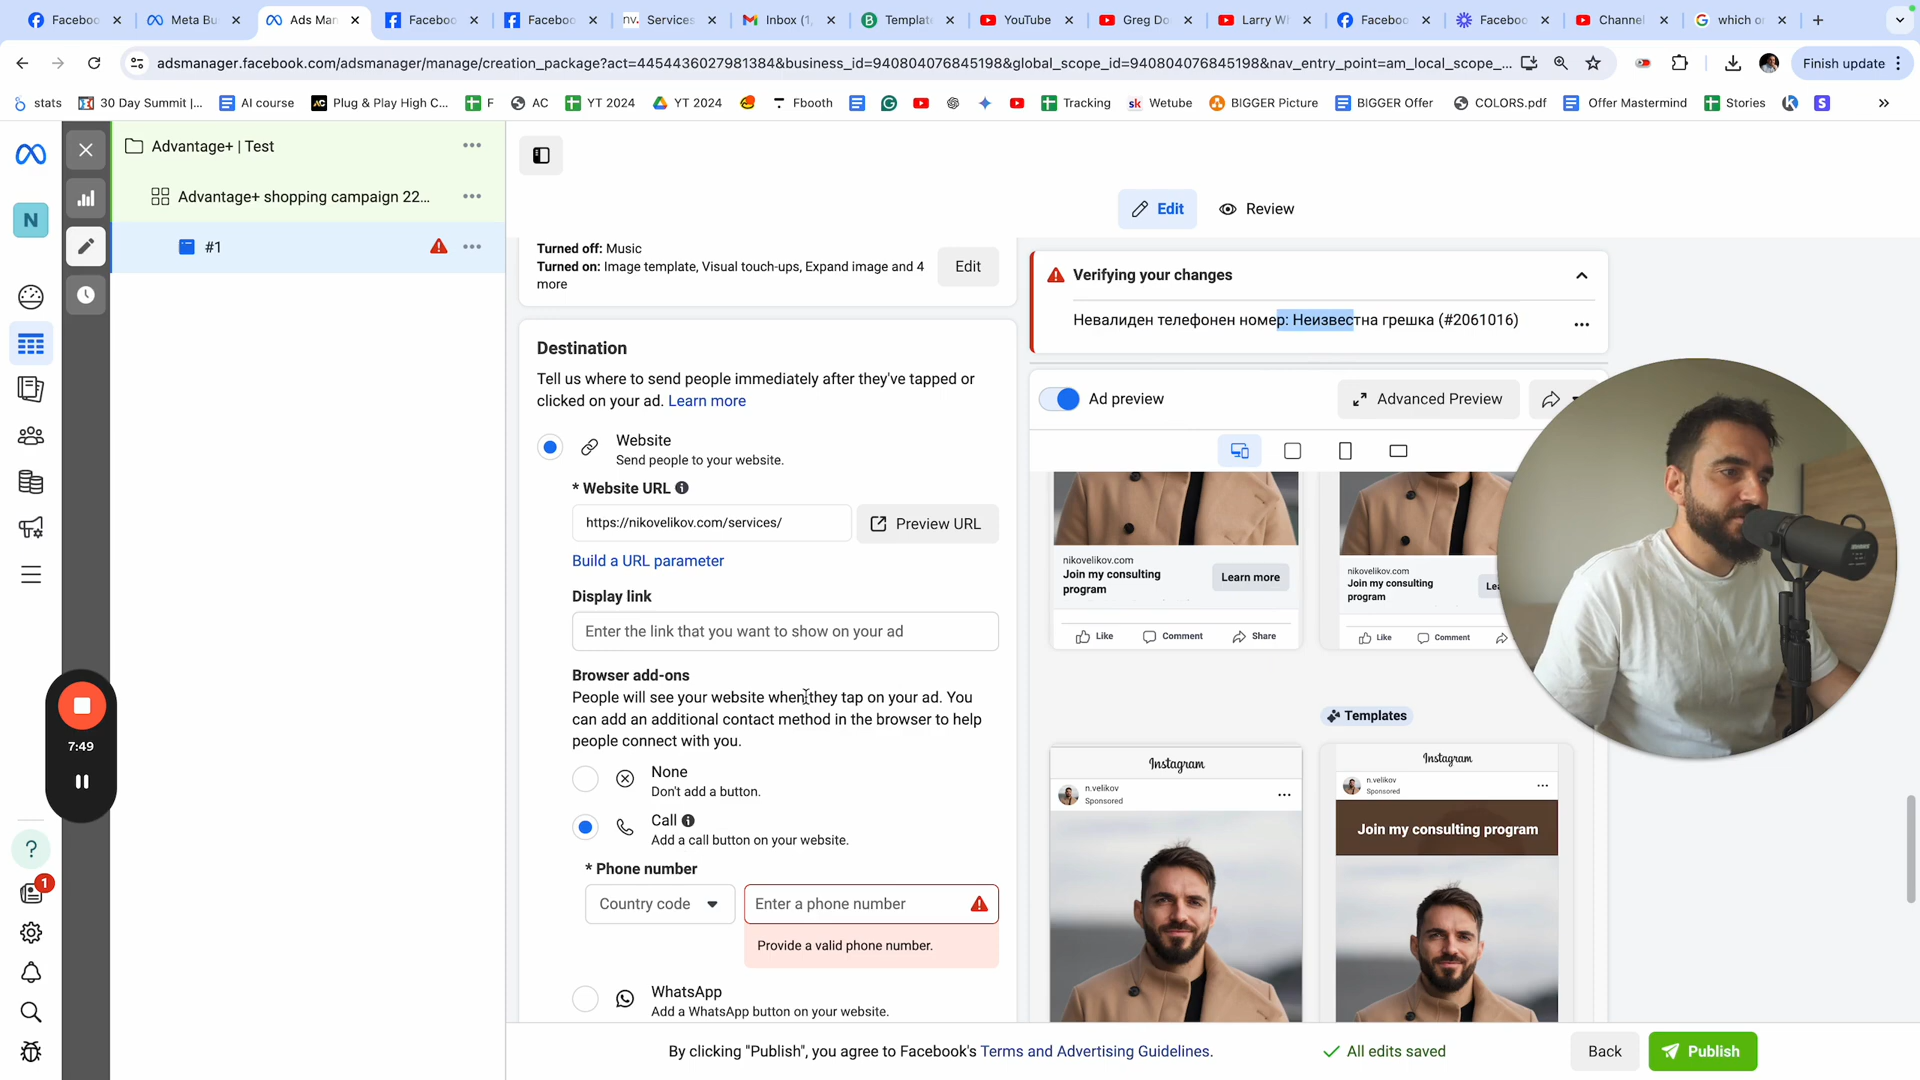 Faceboo
Meta Bu
Ads Man
Faceboo
Faceboo
nv. Services
Inbox (1,
Template
YouTube
Greg Do
Larry Wh
Faceboo
Faceboo
Channel
which o
adsmanager.facebook.com/adsmanager/manage/creation_package?act=4454436027981384&business_id=940804076845198&global_scope_id=940804076845198&nav_entry_point=am_local_scope_...
Finish update
stats
30 Day Summit |...
AI course
AC Plug & Play High C...
F
AC
YT 2024
YT 2024
Fbooth
Tracking
sk Wetube
BIGGER Picture
BIGGER Offer
COLORS.pdf
Offer Mastermind
Stories
S
N
Advantage+ | Test
Advantage+ shopping campaign 22...
#1
Edit
Review
Turned off: Music
Turned on: Image template, Visual touch-ups, Expand image and 4
more
Edit
Destination
Tell us where to send people immediately after they've tapped or
clicked on your ad. Learn more
Website
Send people to your website.
* Website URL
https://nikovelikov.com/services/
Preview URL
Build a URL parameter
Display link
Enter the link that you want to show on your ad
Browser add-ons
People will see your website when they tap on your ad. You
can add an additional contact method in the browser to help
people connect with you.
None
Don't add a button.
Call
Add a call button on your website.
* Phone number
Country code
Enter a phone number
Provide a valid phone number.
WhatsApp
Add a WhatsApp button on your website.
Verifying your changes
Невалиден телефонен номер: Неизвестна грешка (#2061016)
Ad preview
Advanced Preview
nikovelikov.com
Join my consulting
program
Learn more
Like
Comment
Share
nikovelikov.com
Join my consulting
program
Lea
Like
Comment
Templates
Instagram
n.velikov
Sponsored
Instagram
n.velikov
Sponsored
Join my consulting program
7:49
1
By clicking "Publish", you agree to Facebook's Terms and Advertising Guidelines.
All edits saved
Back
Publish